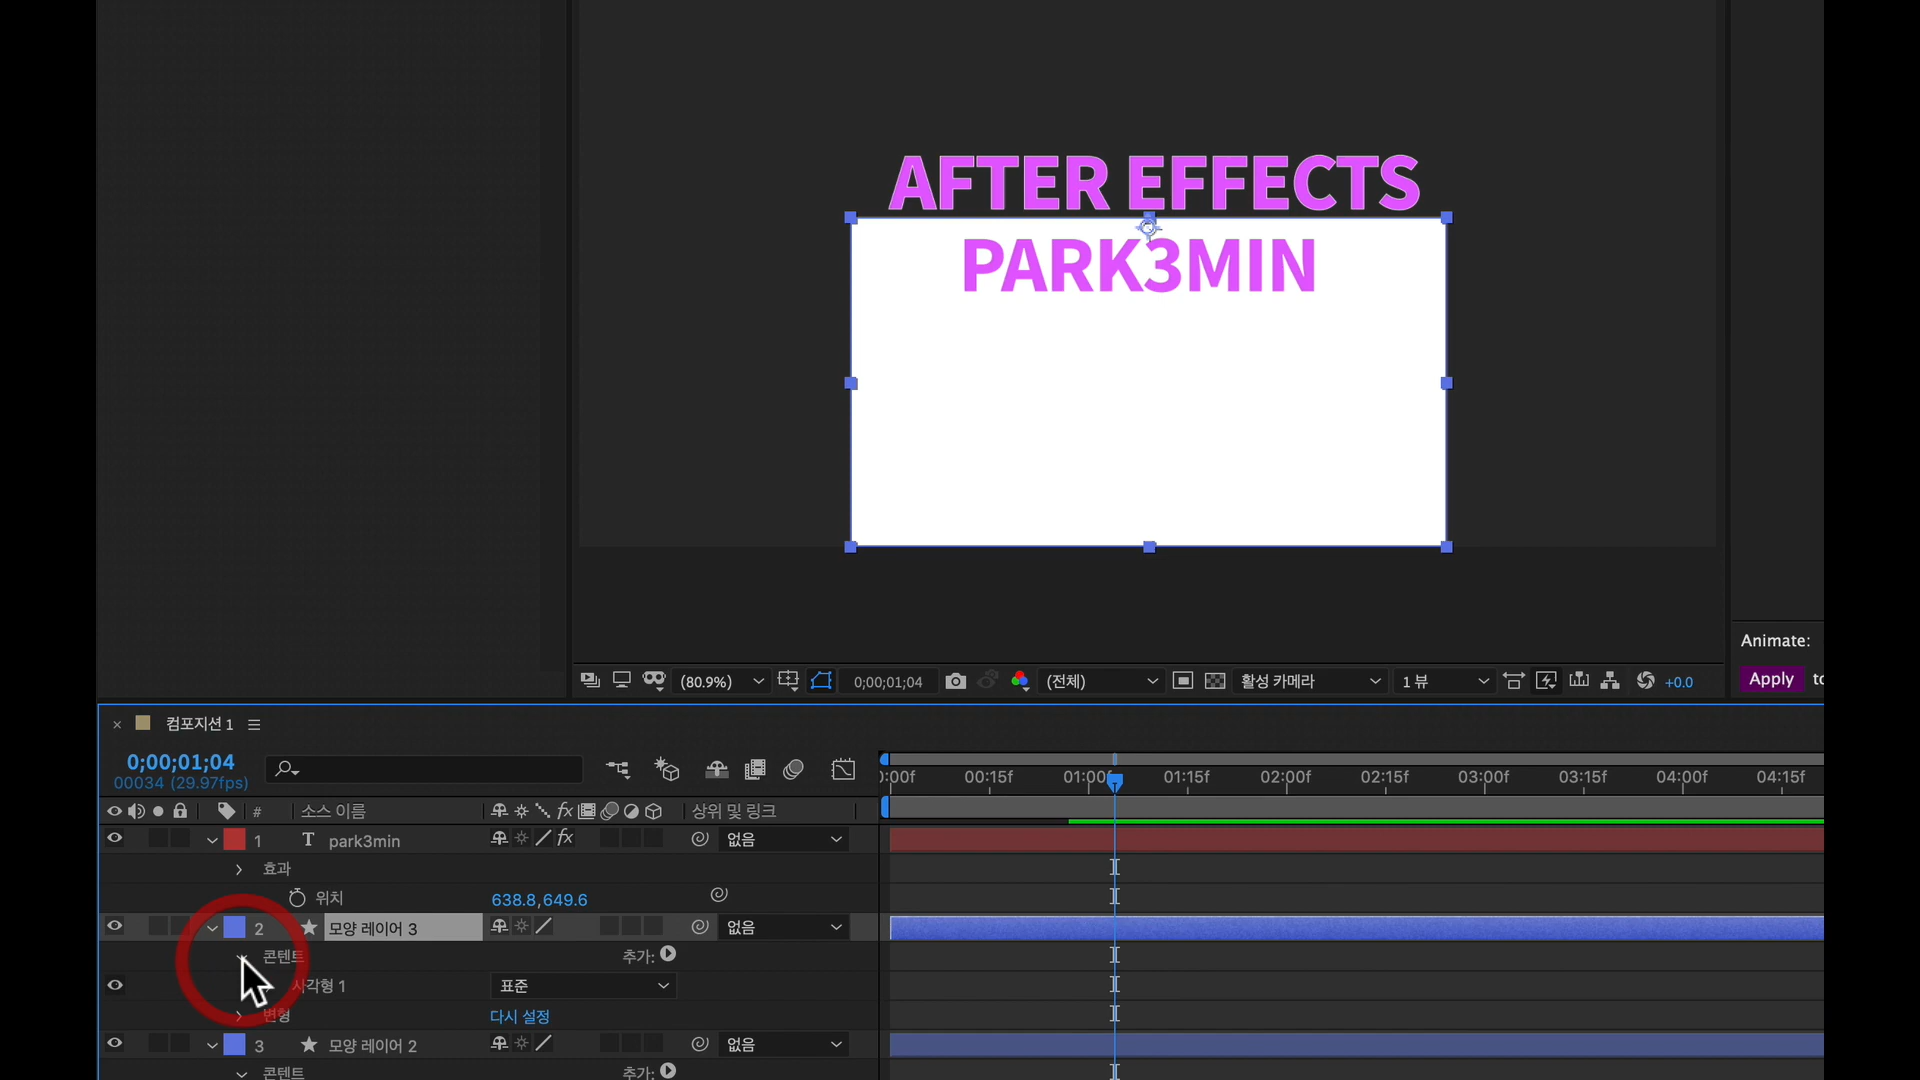 AFTER EFFECTS
PARK3MIN
Animate:
(80.9%) 0;00;01;04 (전체) 활성 카메라 1 뷰 +0.0
Apply
컴포지션 1
0;00;01;04
00034 (29.97fps)
):00f 00:15f 01:00f 01:15f 02:00f 02:15f 03:00f 03:15f 04:00f 04:15f
# 소스 이름 fx 상위 및 링크
1 T park3min fx 없음
효과
위치 638.8,649.6
2 모양 레이어 3 없음
콘텐트 추가:
사각형 1 표준
변형 다시 설정
3 모양 레이어 2 없음
콘텐트 추가: